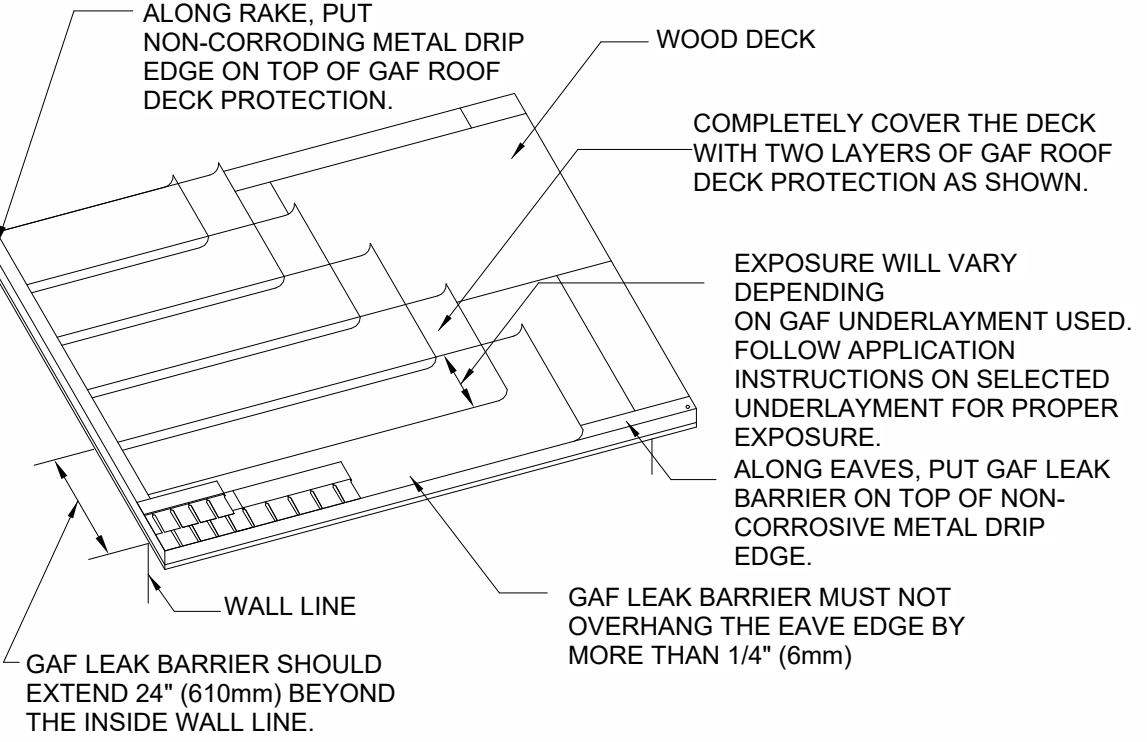 ALONG RAKE, PUT
NON-CORRODING METAL DRIP
EDGE ON TOP OF GAF ROOF
DECK PROTECTION.
WOOD DECK
COMPLETELY COVER THE DECK
WITH TWO LAYERS OF GAF ROOF
DECK PROTECTION AS SHOWN.
EXPOSURE WILL VARY
DEPENDING
ON GAF UNDERLAYMENT USED.
FOLLOW APPLICATION
INSTRUCTIONS ON SELECTED
UNDERLAYMENT FOR PROPER
EXPOSURE.
ALONG EAVES, PUT GAF LEAK
BARRIER ON TOP OF NON-
CORROSIVE METAL DRIP
EDGE.
GAF LEAK BARRIER MUST NOT
OVERHANG THE EAVE EDGE BY
MORE THAN 1/4" (6mm)
WALL LINE
GAF LEAK BARRIER SHOULD
EXTEND 24" (610mm) BEYOND
THE INSIDE WALL LINE.